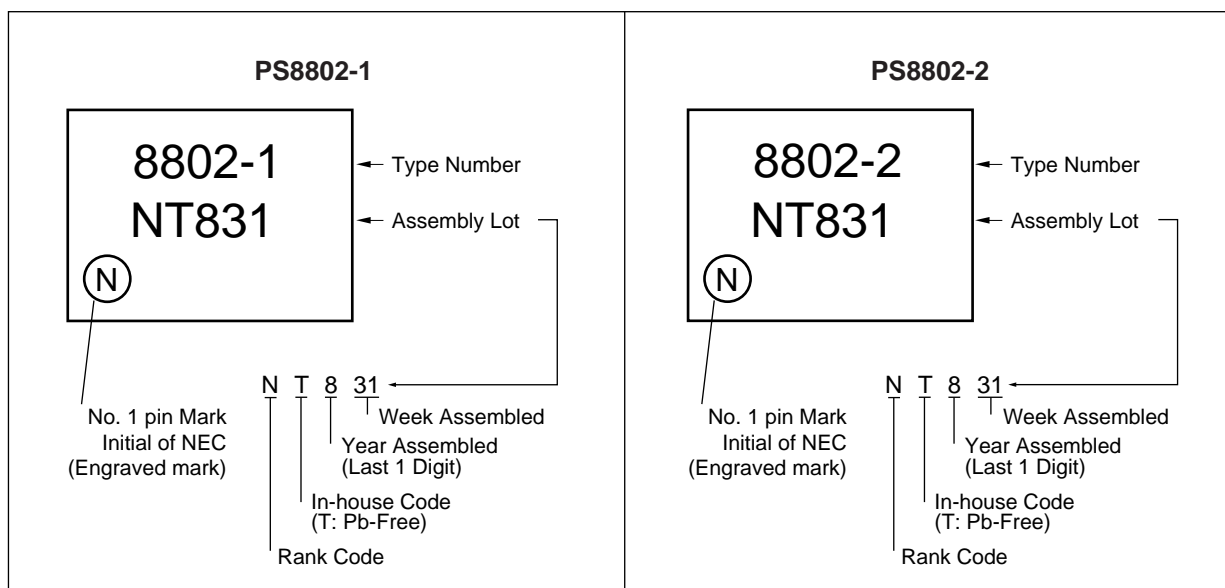 PS8802-1
8802-1
Type Number
NT831
Assembly Lot
N
N T 8 31
No. 1 pin Mark
Initial of NEC
(Engraved mark)
Week Assembled
Year Assembled
(Last 1 Digit)
In-house Code
(T: Pb-Free)
Rank Code
PS8802-2
8802-2
Type Number
NT831
Assembly Lot
N
N T 8 31
No. 1 pin Mark
Initial of NEC
(Engraved mark)
Week Assembled
Year Assembled
(Last 1 Digit)
In-house Code
(T: Pb-Free)
Rank Code